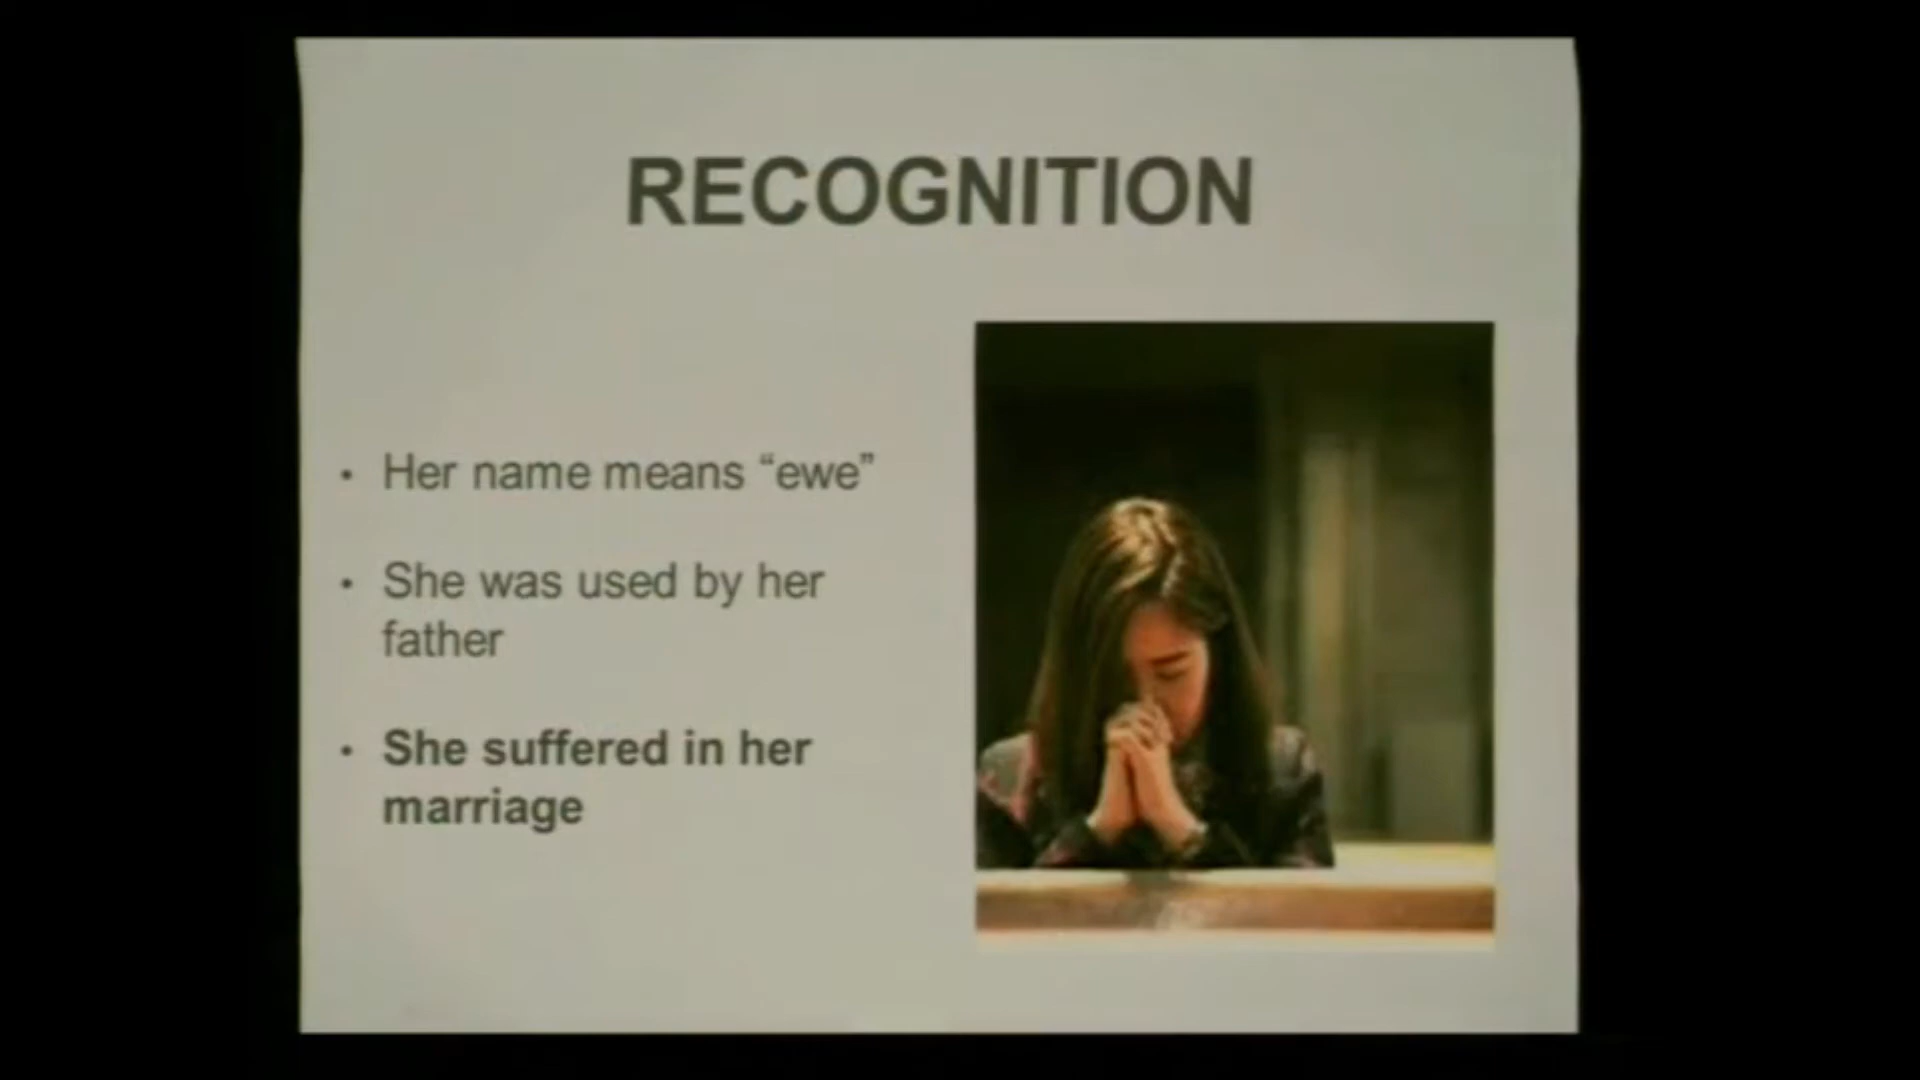 RECOGNITION
• Her name means “ewe”
• She was used by her
father
• She suffered in her
marriage